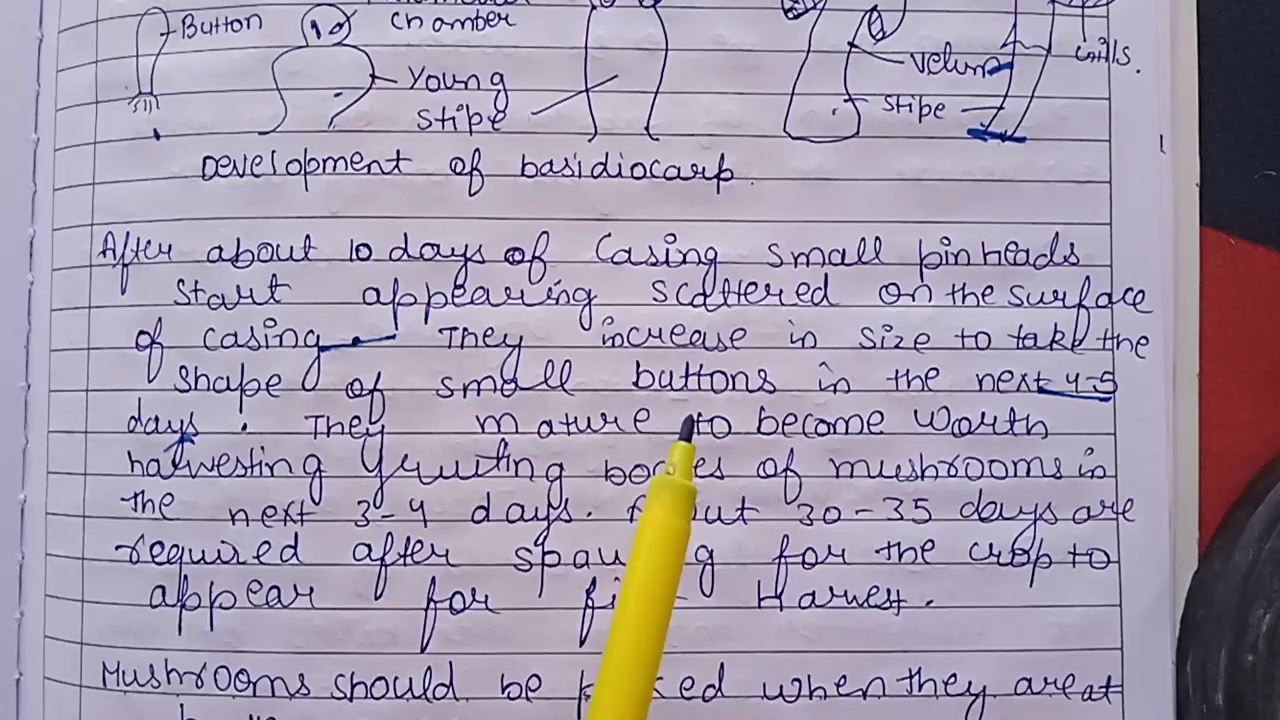 Button
chamber
Young
stipe
Velum
stipe
Gills.
Development of basidiocarp.
After about 10 days of Casing small pinheads
start appearing scattered on the surface
of casing. They increase in size to take the
shape of small buttons in the next 4-5
days. They mature to become worth
harvesting fruiting bodies of mushrooms in
the next 3-4 days. About 30-35 days are
required after spawning for the crop to
appear for Harvest.
Mushrooms should be when they are at